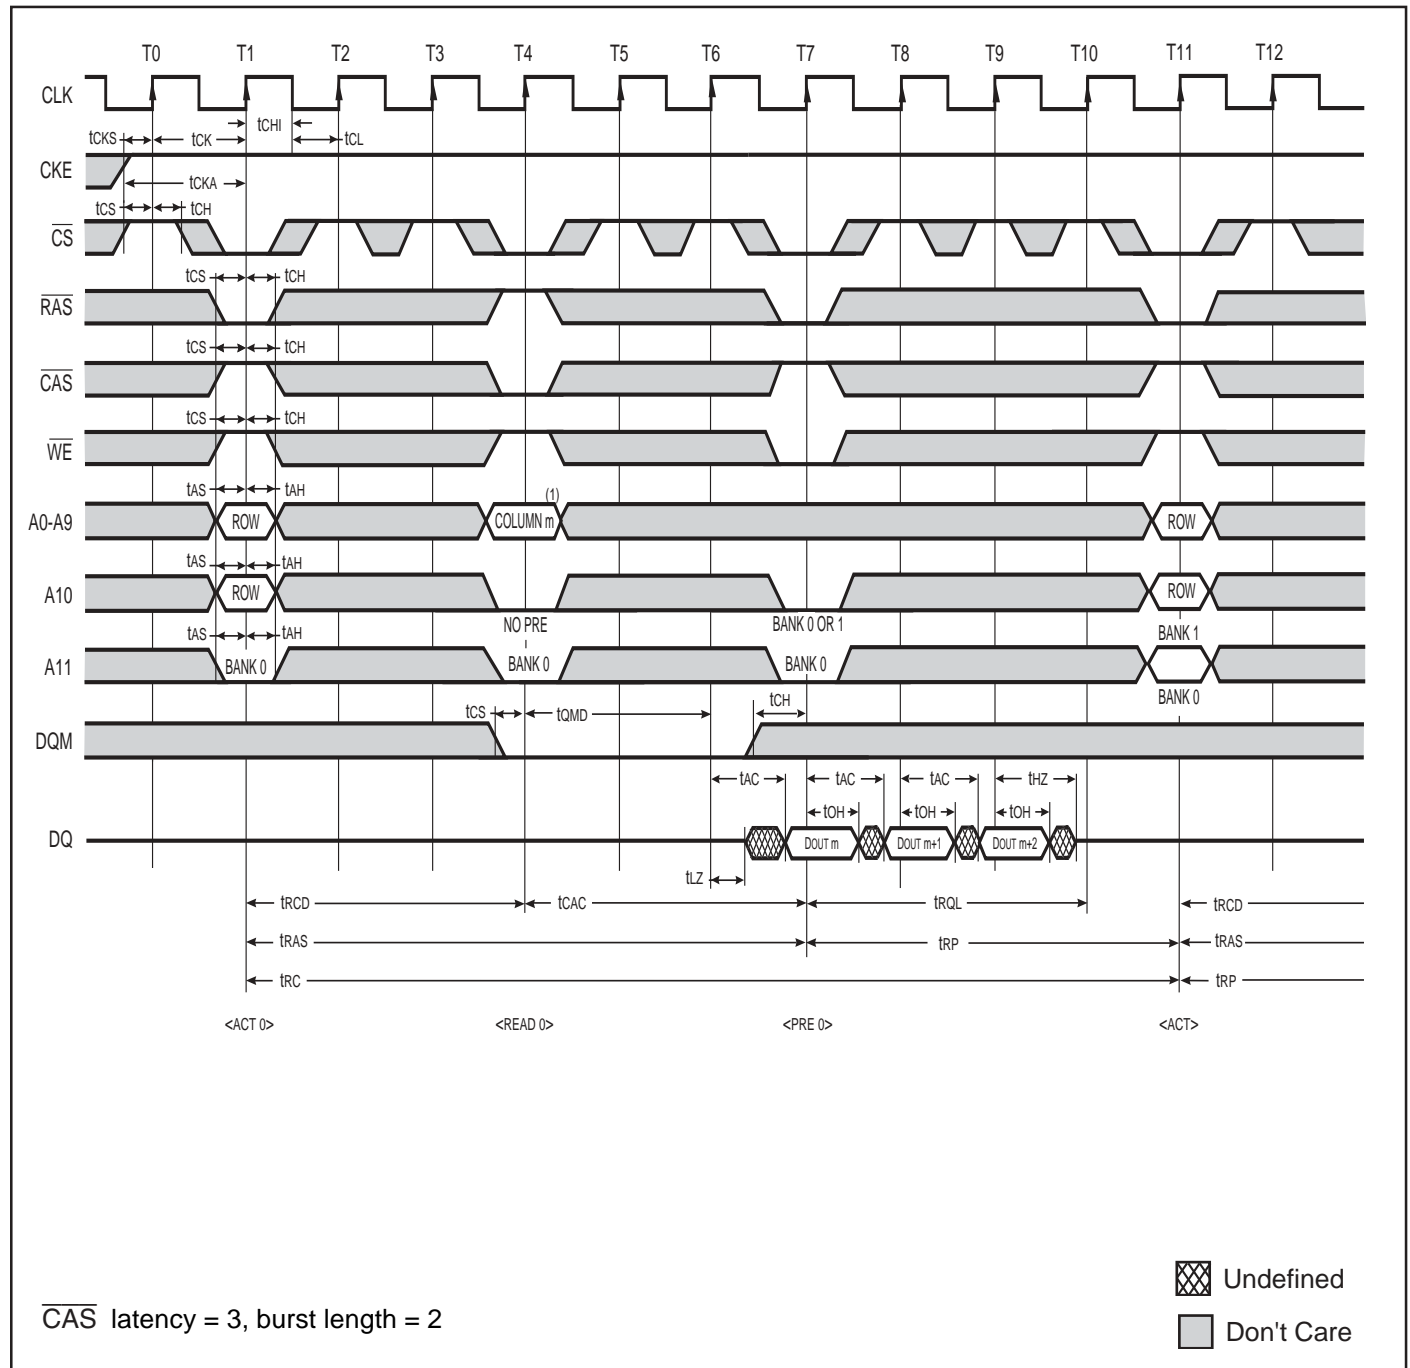 T0 T1 T2 T3 T4 T5 T6 T7 T8 T9 T10 T11 T12
CLK
tCHI
tCKS tCK tCL
CKE
tCKA
tCS tCH
CS
tCS tCH
RAS
tCS tCH
CAS
tCS tCH
WE
tAS tAH (1)
A0-A9 ROW COLUMN m ROW
tAS tAH
A10 ROW ROW
NO PRE BANK 0 OR 1 BANK 1
tAS tAH
A11 BANK 0 BANK 0 BANK 0
BANK 0
tCH
tCS tQMD
DQM
tAC tAC tAC tHZ
tOH tOH tOH
DQ DOUT m DOUT m+1 DOUT m+2
tLZ
tRCD tCAC tRQL tRCD
tRAS tRP tRAS
tRC tRP
<ACT 0> <READ 0> <PRE 0> <ACT>
Undefined
CAS latency = 3, burst length = 2
Don't Care